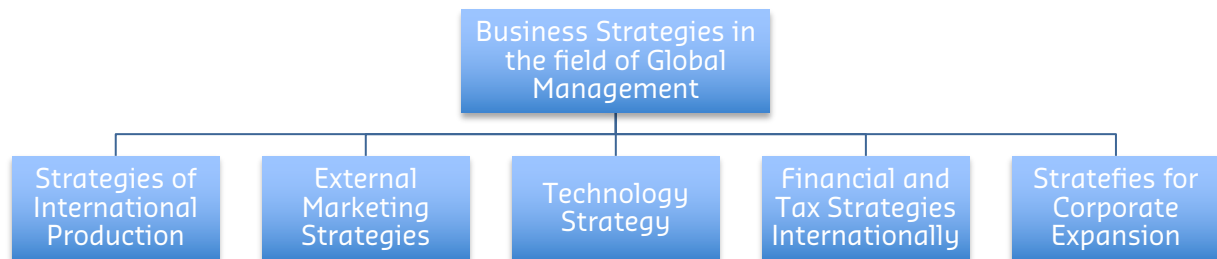 Business Strategies in
the field of Global
Management
Strategies of
International
Production
External
Marketing
Strategies
Technology
Strategy
Financial and
Tax Strategies
Internationally
Stratefies for
Corporate
Expansion